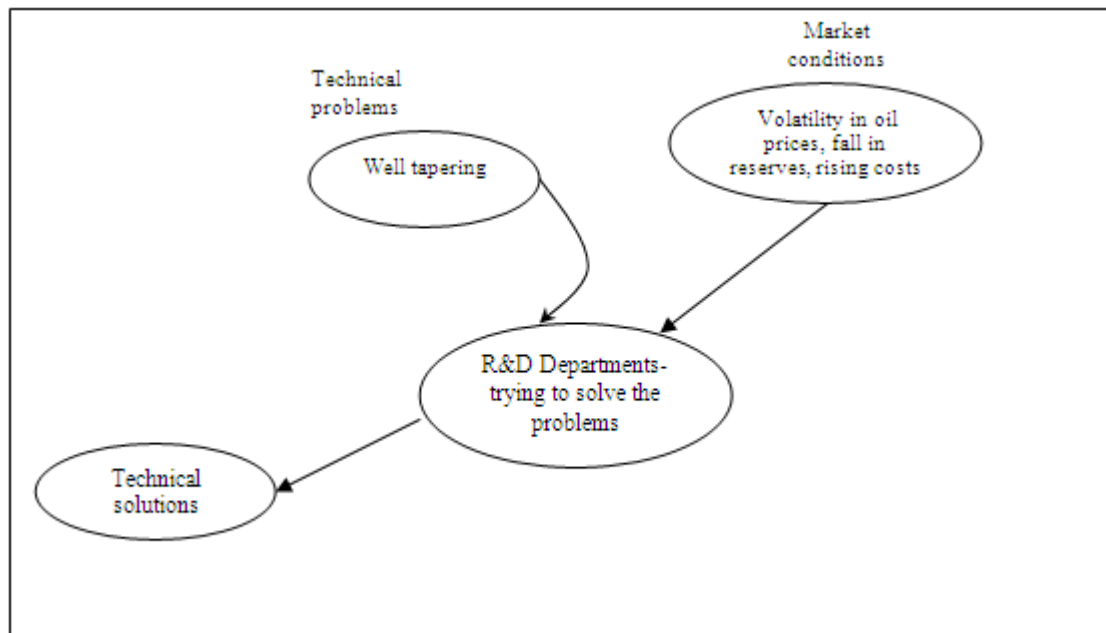 Market
conditions
Technical
problems
Volatility in oil
prices, fall in
reserves, rising costs
Well tapering
R&D Departments-
trying to solve the
problems
Technical
solutions